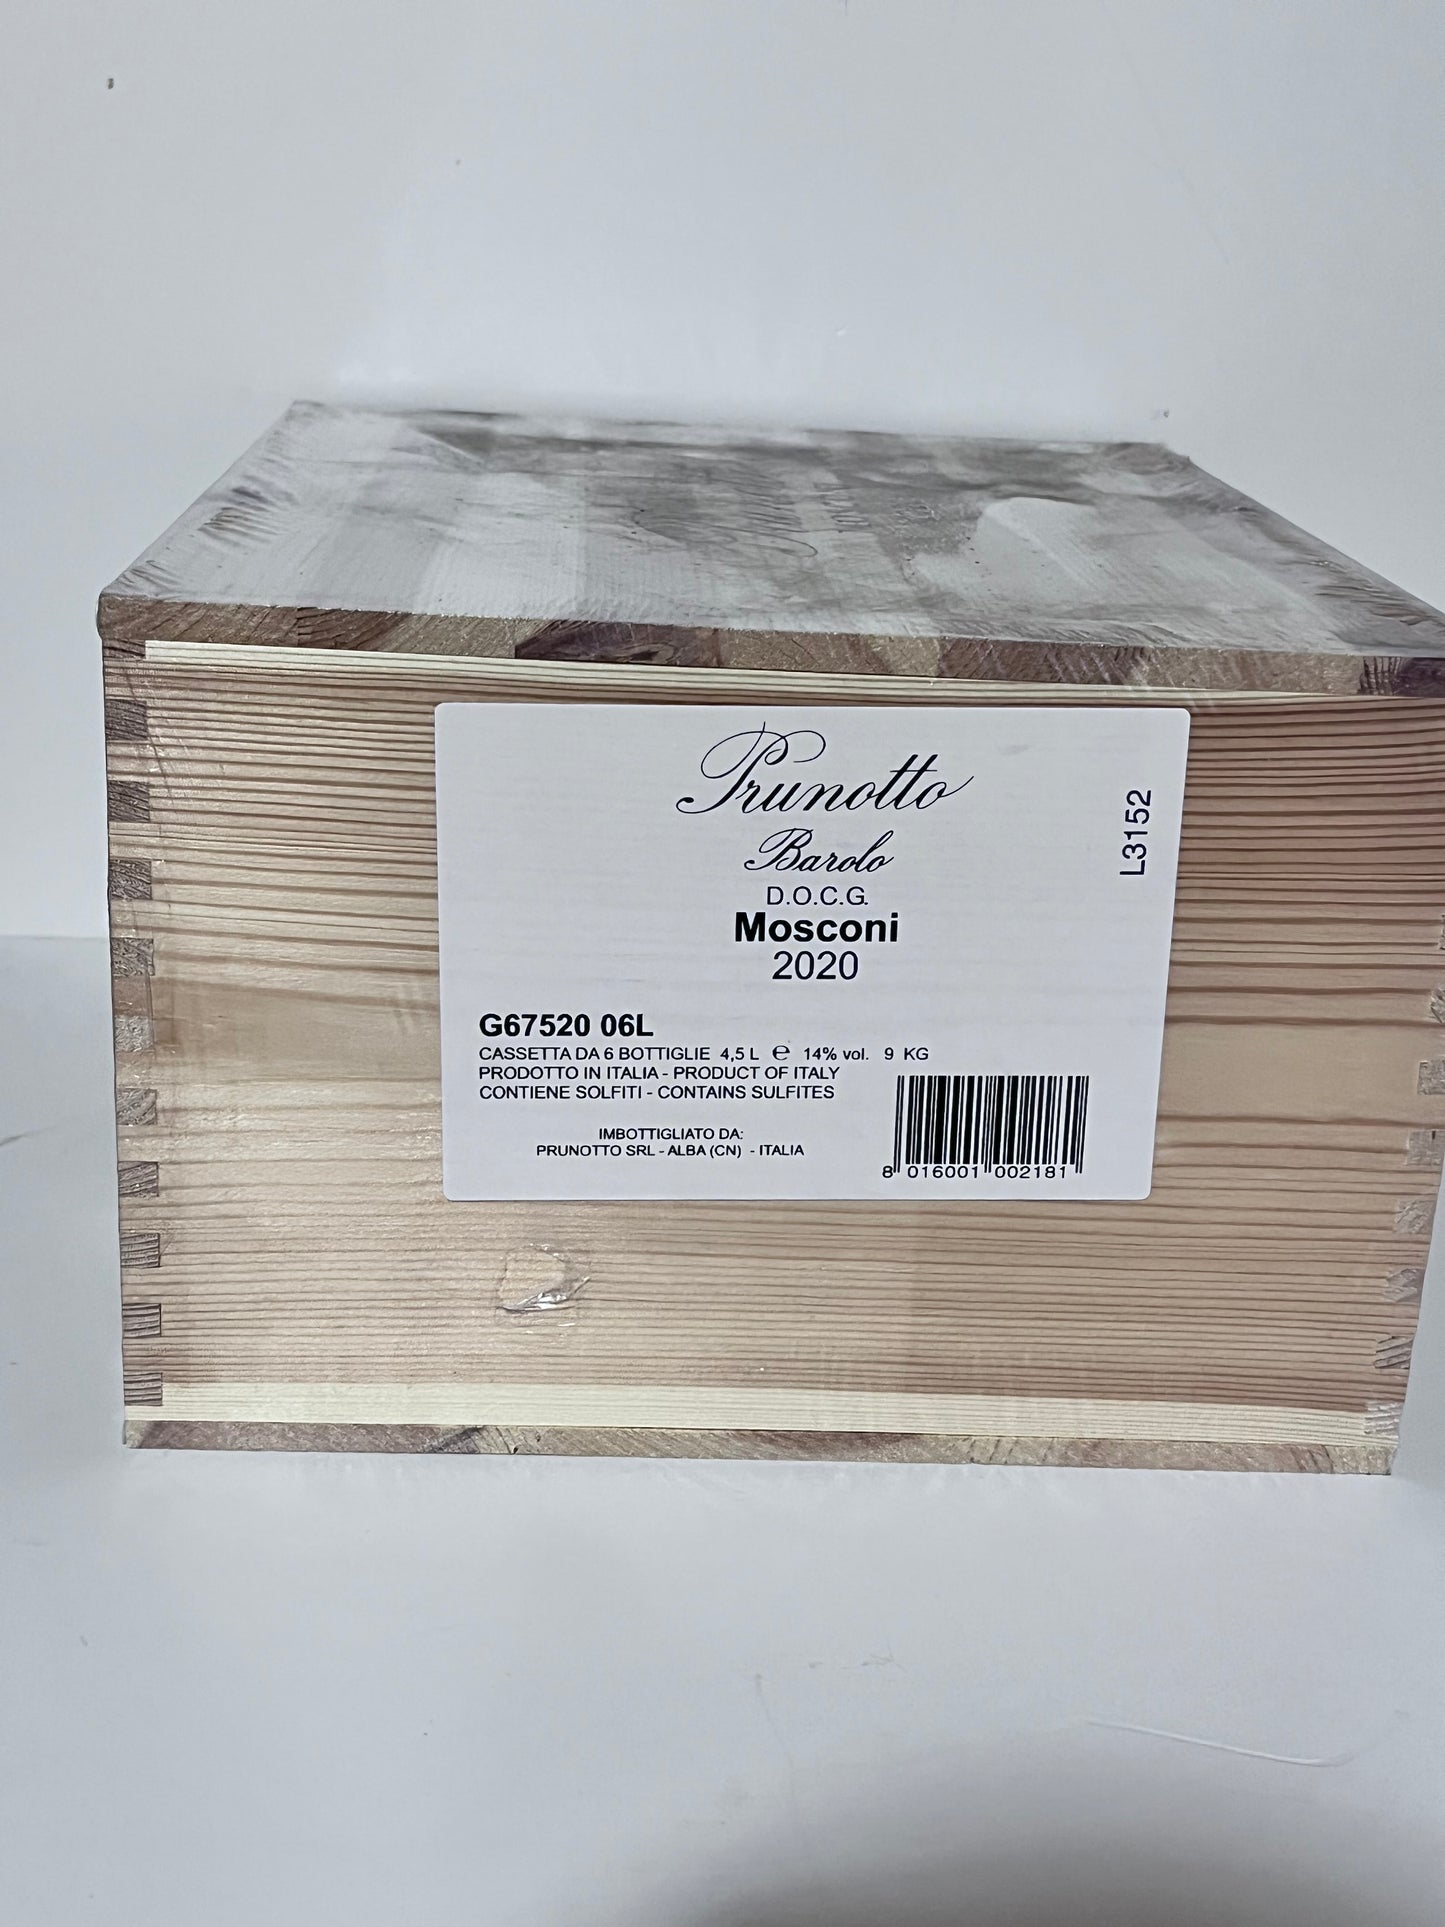 Prunotto
Barolo
D.O.C.G.
Mosconi
2020
L3152
G67520 06L
CASSETTA DA 6 BOTTIGLIE 4,5 L ℮ 14% vol. 9 KG
PRODOTTO IN ITALIA - PRODUCT OF ITALY
CONTIENE SOLFITI - CONTAINS SULFITES
IMBOTTIGLIATO DA:
PRUNOTTO SRL - ALBA (CN) - ITALIA
8 016001 002181